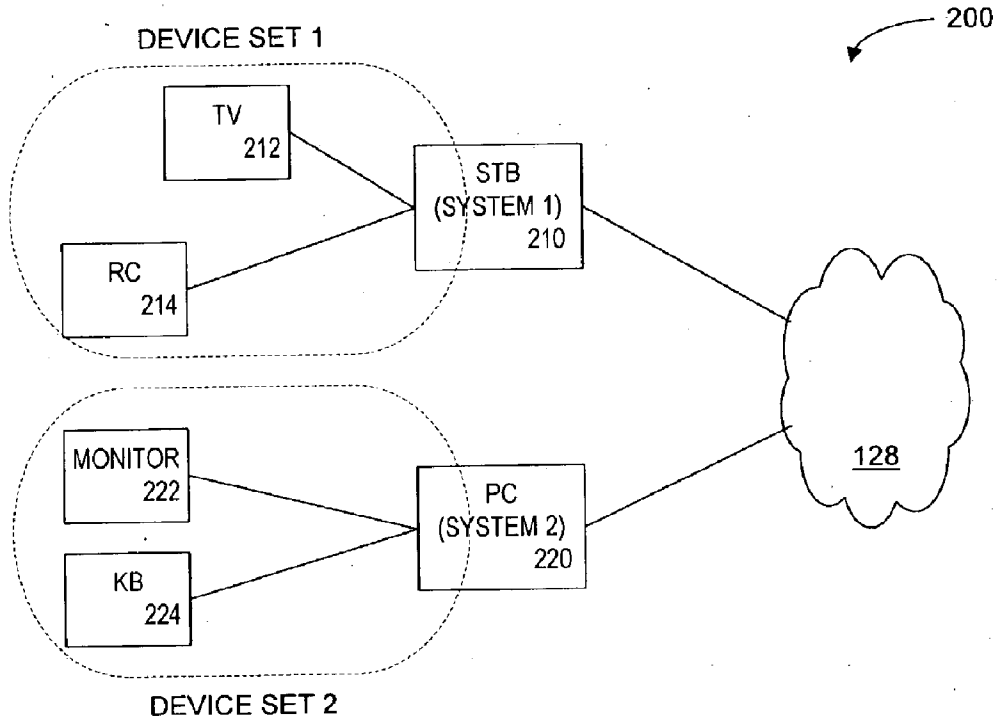 200
DEVICE SET 1
TV
212
STB
(SYSTEM 1)
210
RC
214
128
MONITOR
222
PC
(SYSTEM 2)
220
KB
224
DEVICE SET 2